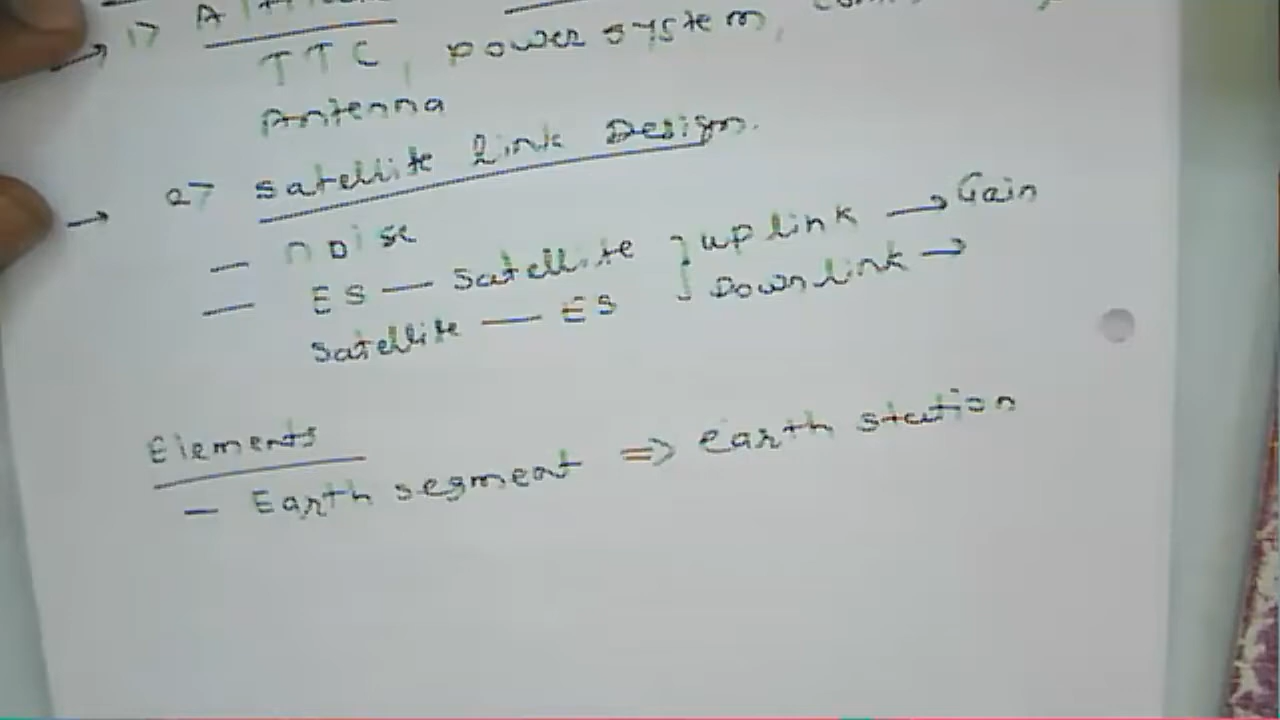 → 1)
TTC, power system,
Antenna
→ 2) Satellite Link Design.
— noise
— ES — Satellite } uplink → Gain
Satellite — ES } Downlink →
Elements
— Earth segment ⇒ earth station